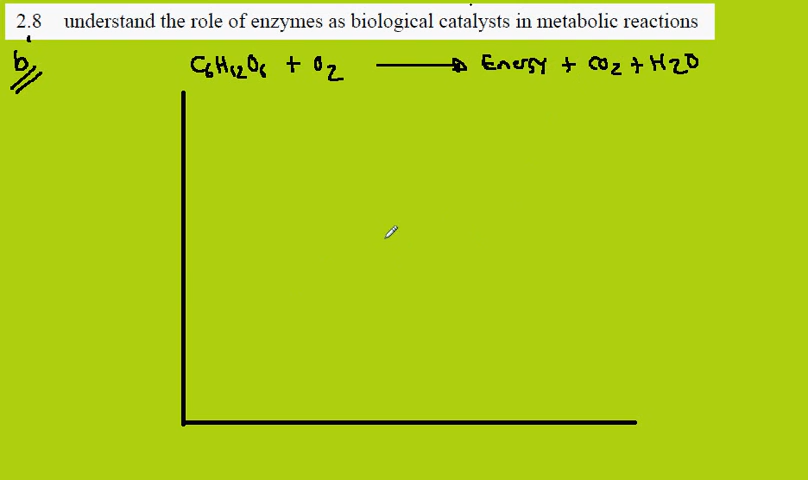 2.8 understand the role of enzymes as biological catalysts in metabolic reactions
b,
C6H12O6 + O2 → Energy + CO2 + H2O